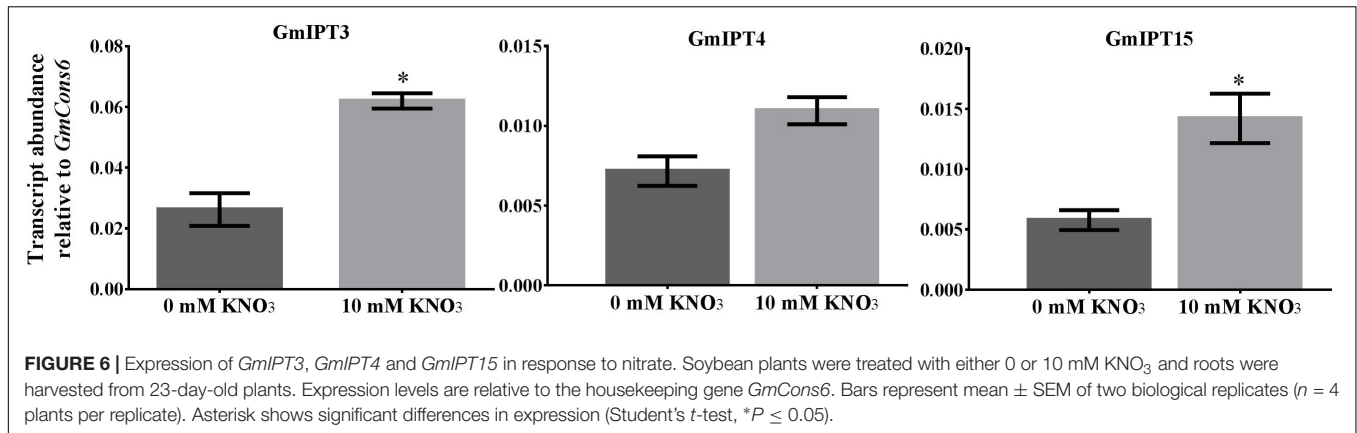 GmIPT3
GmIPT4
GmIPT15
Transcript abundance
relative to GmCons6
0.08
0.06
0.04
0.02
0.00
*
0 mM KNO₃ 10 mM KNO₃
0.015
0.010
0.005
0.000
0 mM KNO₃ 10 mM KNO₃
0.020
0.015
0.010
0.005
0.000
*
0 mM KNO₃ 10 mM KNO₃
FIGURE 6 | Expression of GmIPT3, GmIPT4 and GmIPT15 in response to nitrate. Soybean plants were treated with either 0 or 10 mM KNO₃ and roots were
harvested from 23-day-old plants. Expression levels are relative to the housekeeping gene GmCons6. Bars represent mean ± SEM of two biological replicates (n = 4
plants per replicate). Asterisk shows significant differences in expression (Student's t-test, *P ≤ 0.05).